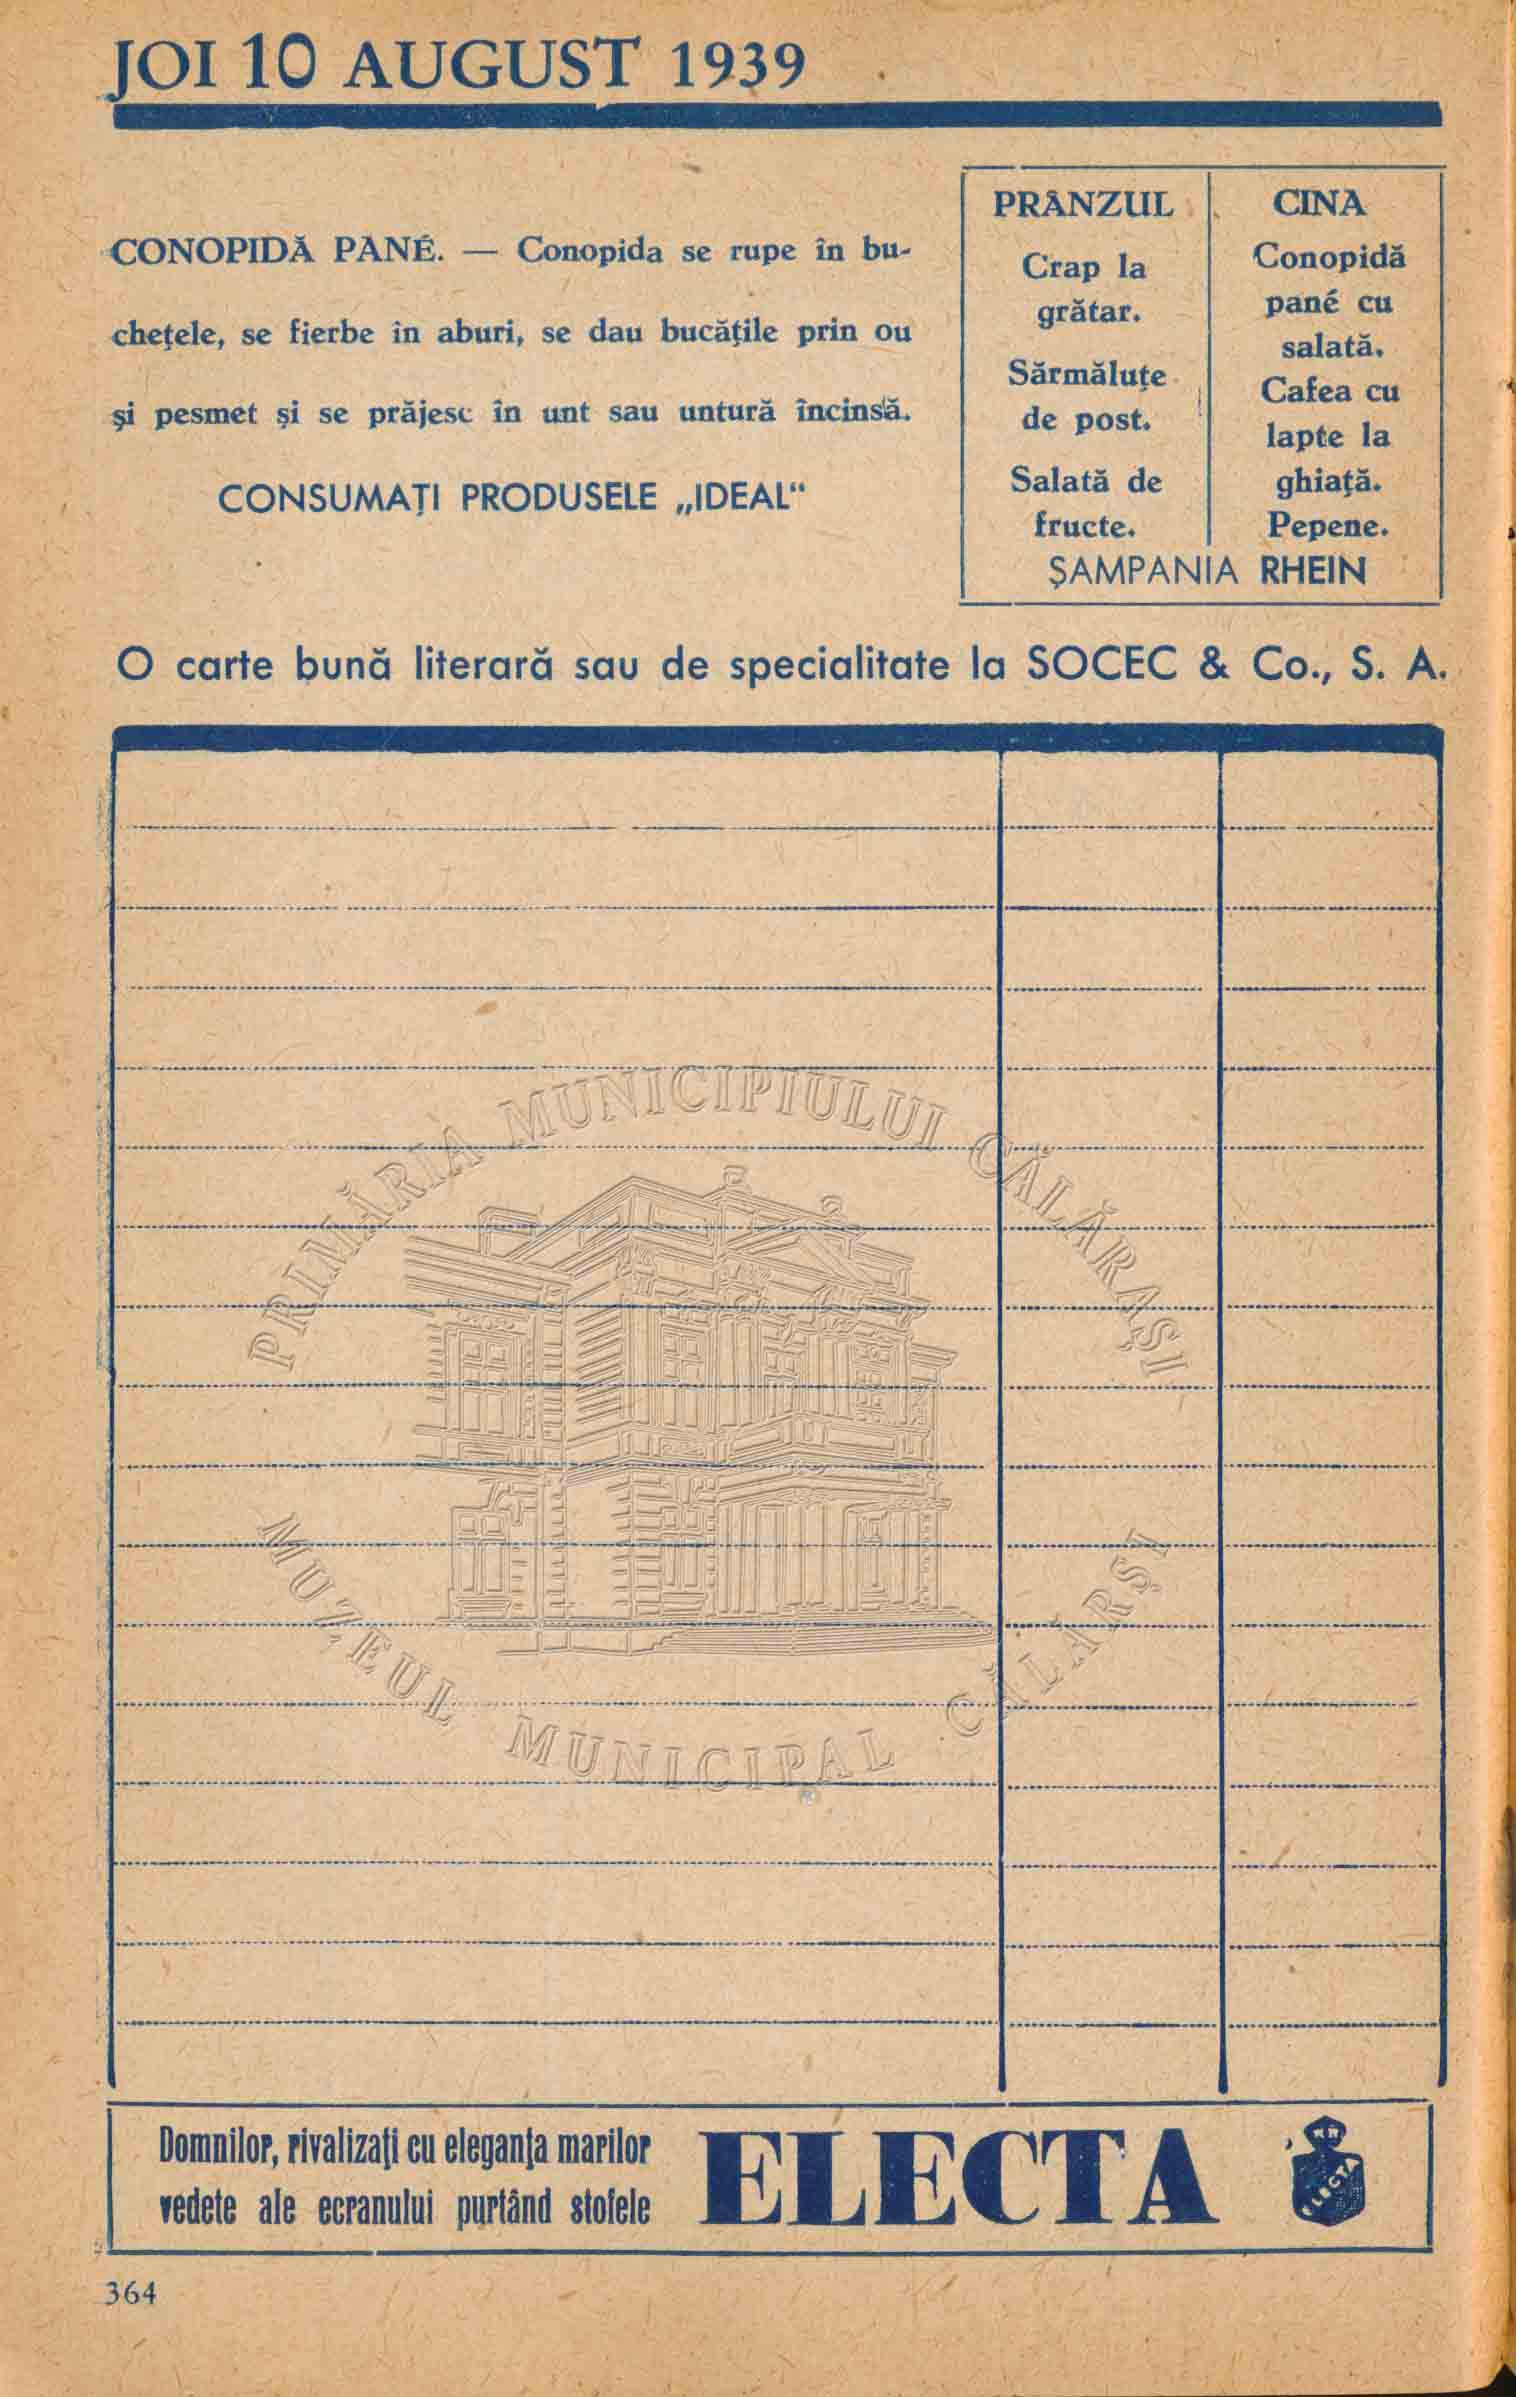 JOI 10 AUGUST 1939
CONOPIDĂ PANÉ. — Conopida se rupe în bu-
chețele, se fierbe în aburi, se dau bucățile prin ou
și pesmet și se prăjesc în unt sau untură încinsă.
CONSUMAȚI PRODUSELE „IDEAL“
PRÂNZUL
Crap la
grătar.
Sărmăluțe
de post.
Salată de
fructe.
CINA
Conopidă
pané cu
salată.
Cafea cu
lapte la
ghiață.
Pepene.
ȘAMPANIA RHEIN
O carte bună literară sau de specialitate la SOCEC & Co., S. A.
PRIMĂRIA MUNICIPIULUI CĂLĂRAȘI
MUZEUL MUNICIPAL CĂLĂRȘI
Domnilor, rivalizați cu eleganța marilor
vedete ale ecranului purtând stofele
ELECTA
ELECTA
364